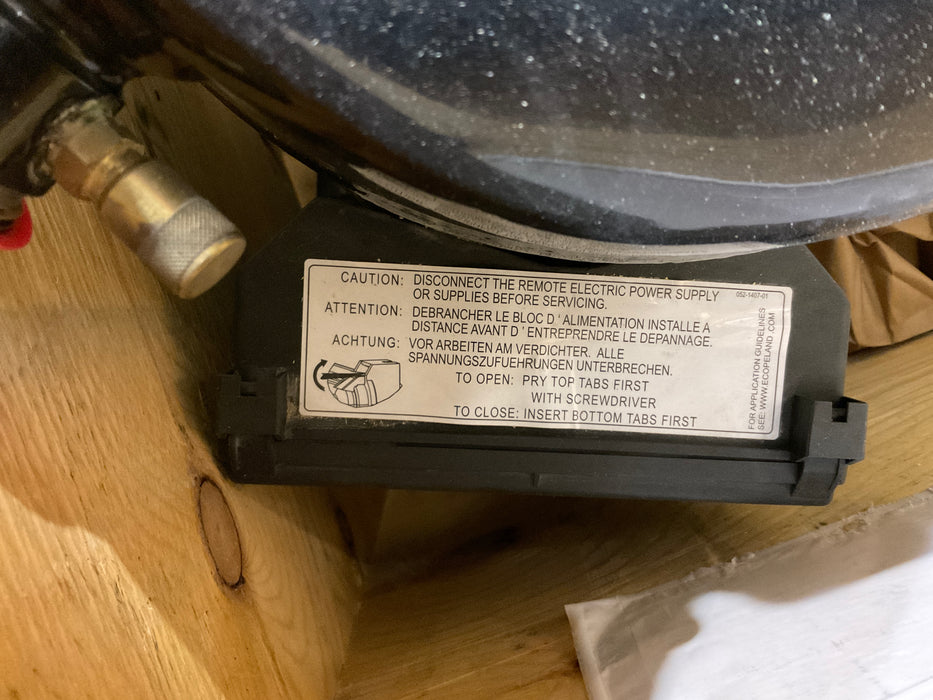 CAUTION: DISCONNECT THE REMOTE ELECTRIC POWER SUPPLY
OR SUPPLIES BEFORE SERVICING.
052-1407-01
ATTENTION: DEBRANCHER LE BLOC D ' ALIMENTATION INSTALLE A
DISTANCE AVANT D ' ENTREPRENDRE LE DEPANNAGE.
ACHTUNG: VOR ARBEITEN AM VERDICHTER. ALLE
SPANNUNGSZUFUEHRUNGEN UNTERBRECHEN.
TO OPEN: PRY TOP TABS FIRST
WITH SCREWDRIVER
TO CLOSE: INSERT BOTTOM TABS FIRST
FOR APPLICATION GUIDELINES
SEE: WWW.ECOPELAND.COM